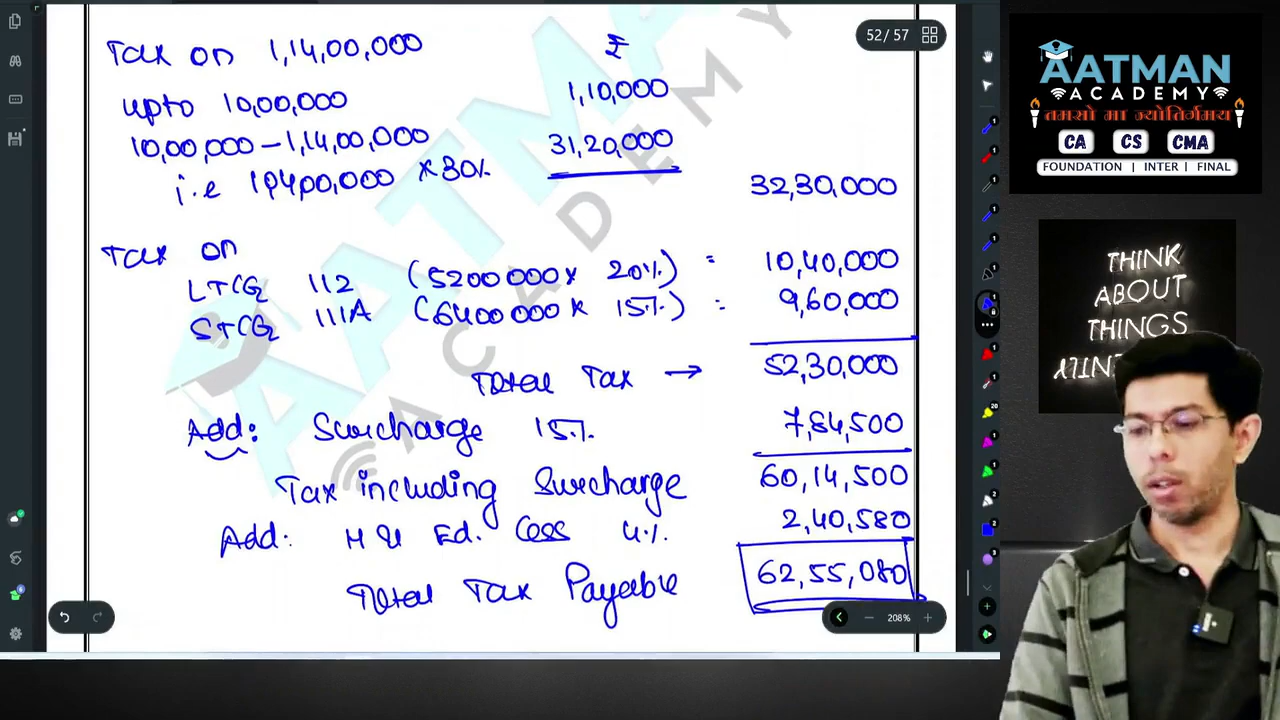 52/57
Tax on 1,14,00,000 ₹
upto 10,00,000 1,10,000
10,00,000 – 1,14,00,000 31,20,000
i.e 10400,000 × 30% 32,30,000
Tax on
LTCG 112 (5200000 × 20%) = 10,40,000
STCG 111A (6400000 × 15%) = 9,60,000
Total Tax → 52,30,000
Add: Surcharge 15% 7,84,500
Tax including Surcharge 60,14,500
Add: H & Ed. Cess 4% 2,40,580
Total Tax Payable 62,55,080
208%
AATMAN
ACADEMY
तमसो मा ज्योतिर्गमय
CA CS CMA
FOUNDATION | INTER | FINAL
THINK
ABOUT
THINGS
AATMAN
ACADEMY